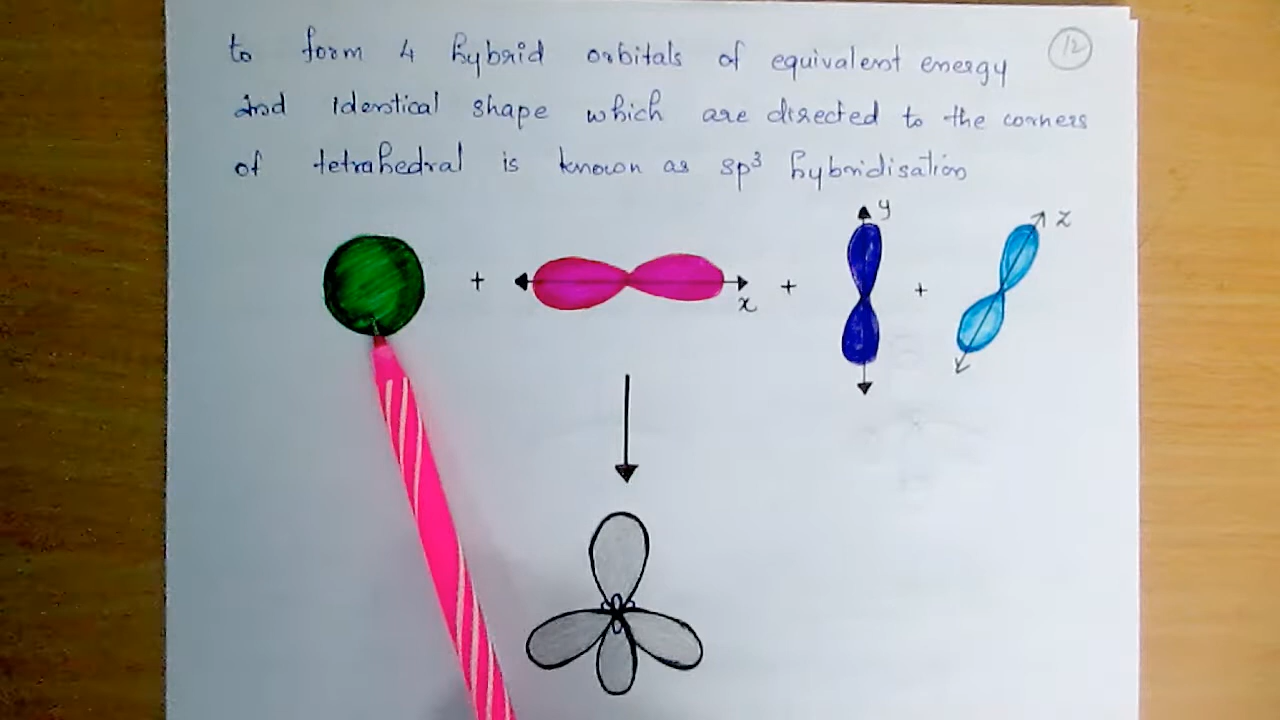 to form 4 hybrid orbitals of equivalent energy
12
and identical shape which are directed to the corners
of tetrahedral is known as sp³ hybridisation
y
z
+ + +
x